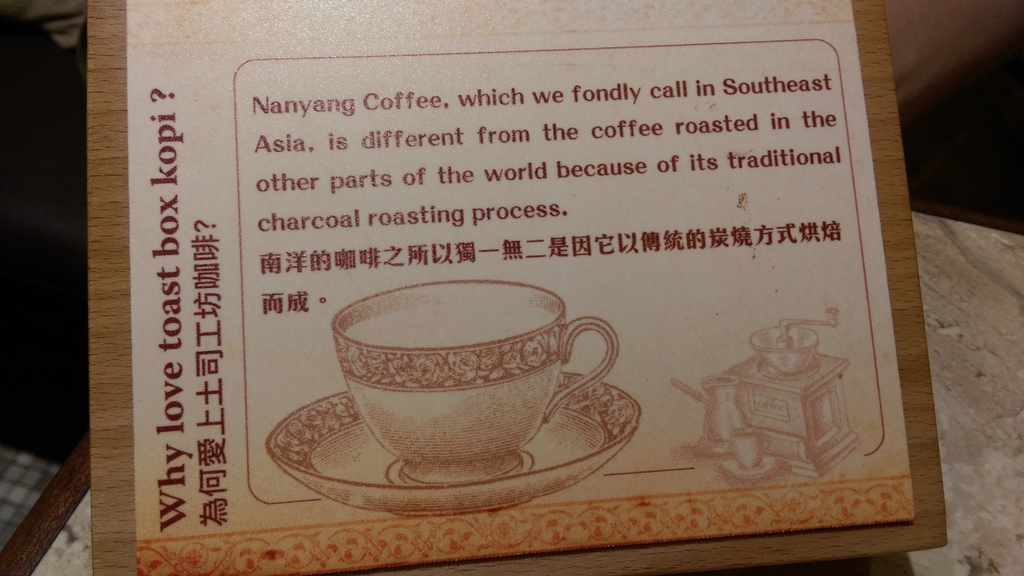 Why love toast box kopi ?
為何愛上土司工坊咖啡?
Nanyang Coffee, which we fondly call in Southeast
Asia, is different from the coffee roasted in the
other parts of the world because of its traditional
charcoal roasting process.
南洋的咖啡之所以獨一無二是因它以傳統的炭燒方式烘焙
而成。